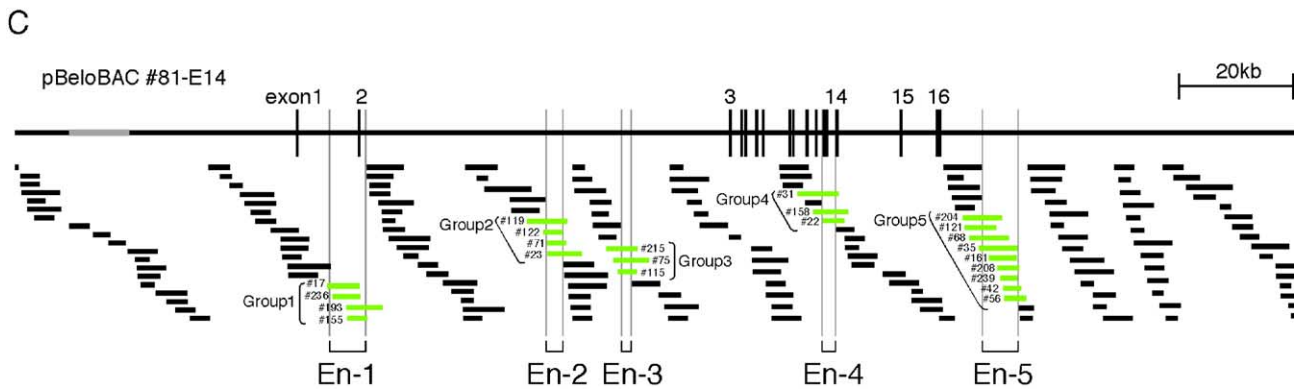 C
pBeloBAC #81-E14
20kb
exon1 2 3 14 15 16
Group1
#17
#236
#193
#155
Group2
#119
#122
#71
#23
Group3
#215
#75
#115
Group4
#31
#158
#22
Group5
#204
#121
#68
#35
#161
#208
#239
#42
#56
En-1 En-2 En-3 En-4 En-5